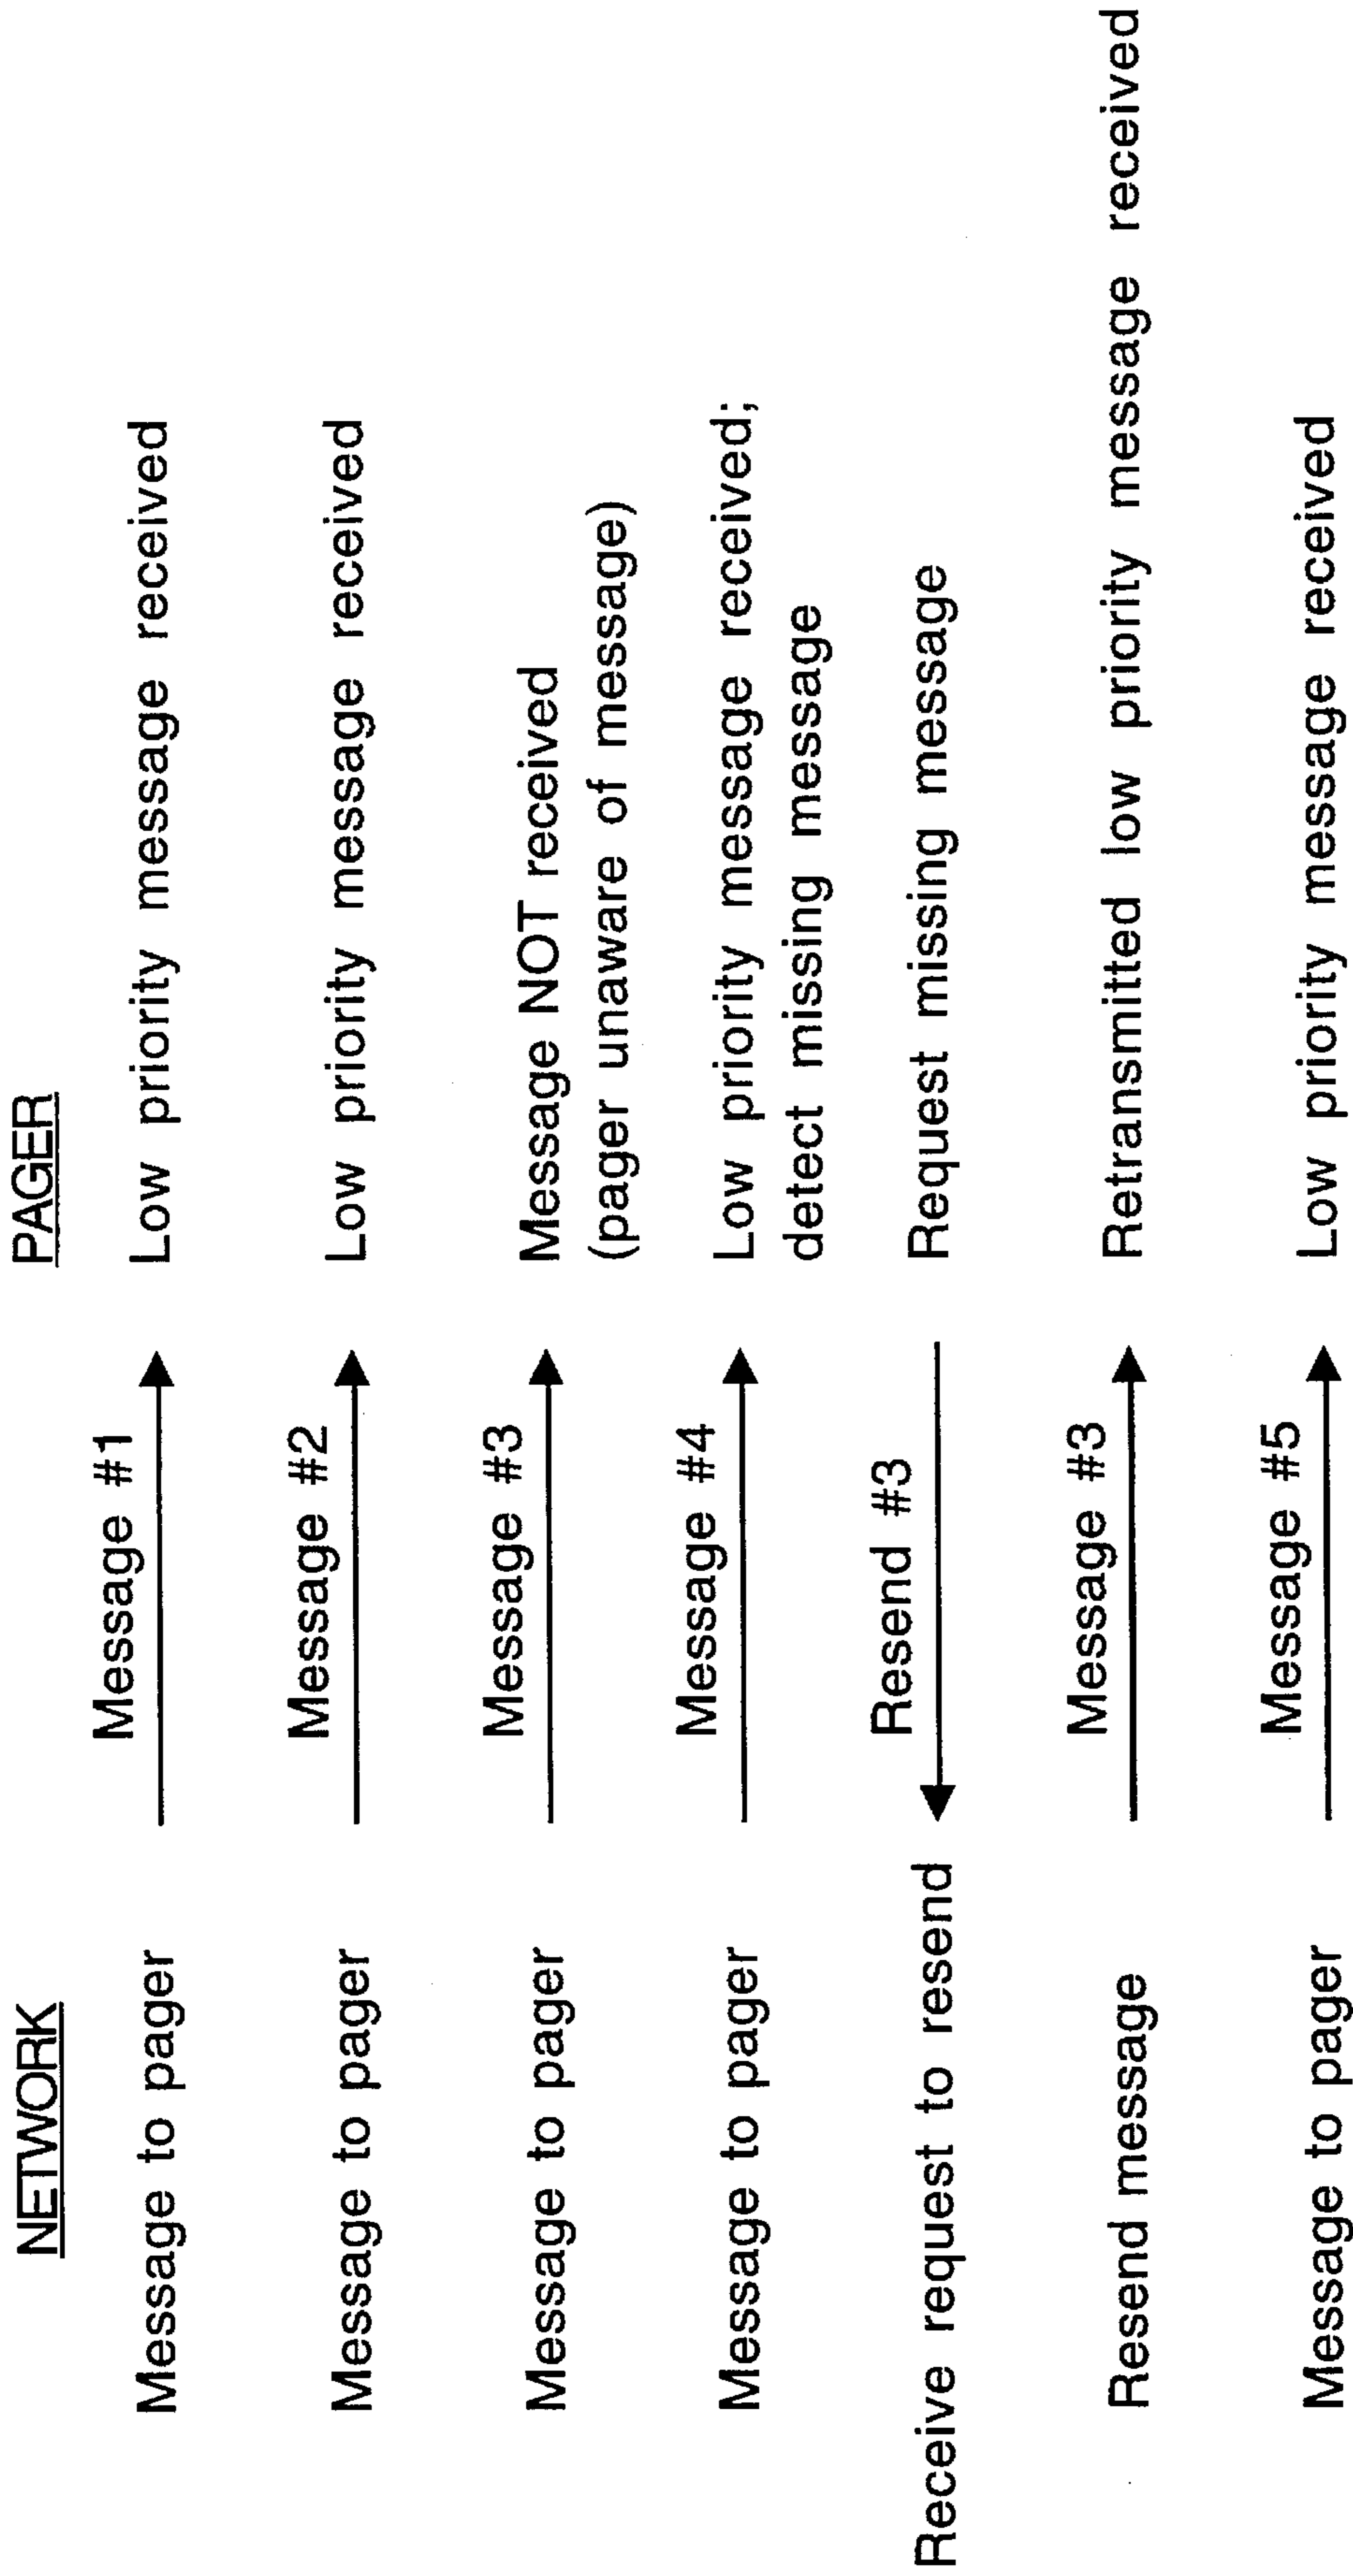 NETWORK
PAGER
Message to pager
Message #1
Low priority message received
Message to pager
Message #2
Low priority message received
Message to pager
Message #3
Message NOT received
(pager unaware of message)
Message to pager
Message #4
Low priority message received;
detect missing message
Receive request to resend
Resend #3
Request missing message
Resend message
Message #3
Retransmitted low priority message received
Message to pager
Message #5
Low priority message received